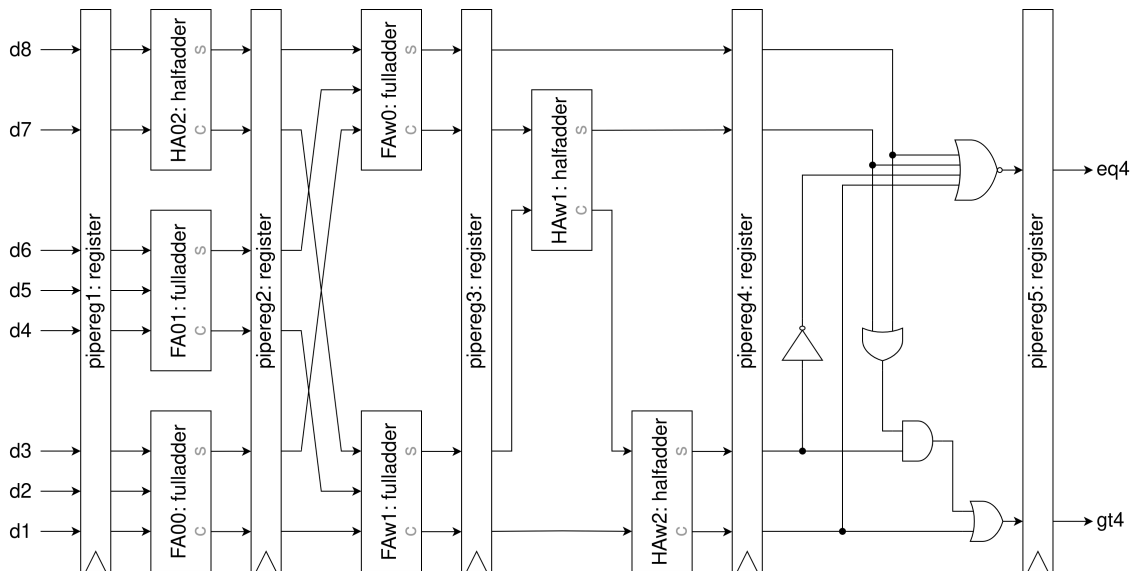 d8
d7
d6
d5
d4
d3
d2
d1
pipereg1: register
HA02: halfadder
S
C
FA01: fulladder
S
C
FA00: fulladder
S
C
pipereg2: register
FAw0: fulladder
S
C
FAw1: fulladder
S
C
pipereg3: register
HAw1: halfadder
S
C
HAw2: halfadder
S
C
pipereg4: register
pipereg5: register
eq4
gt4